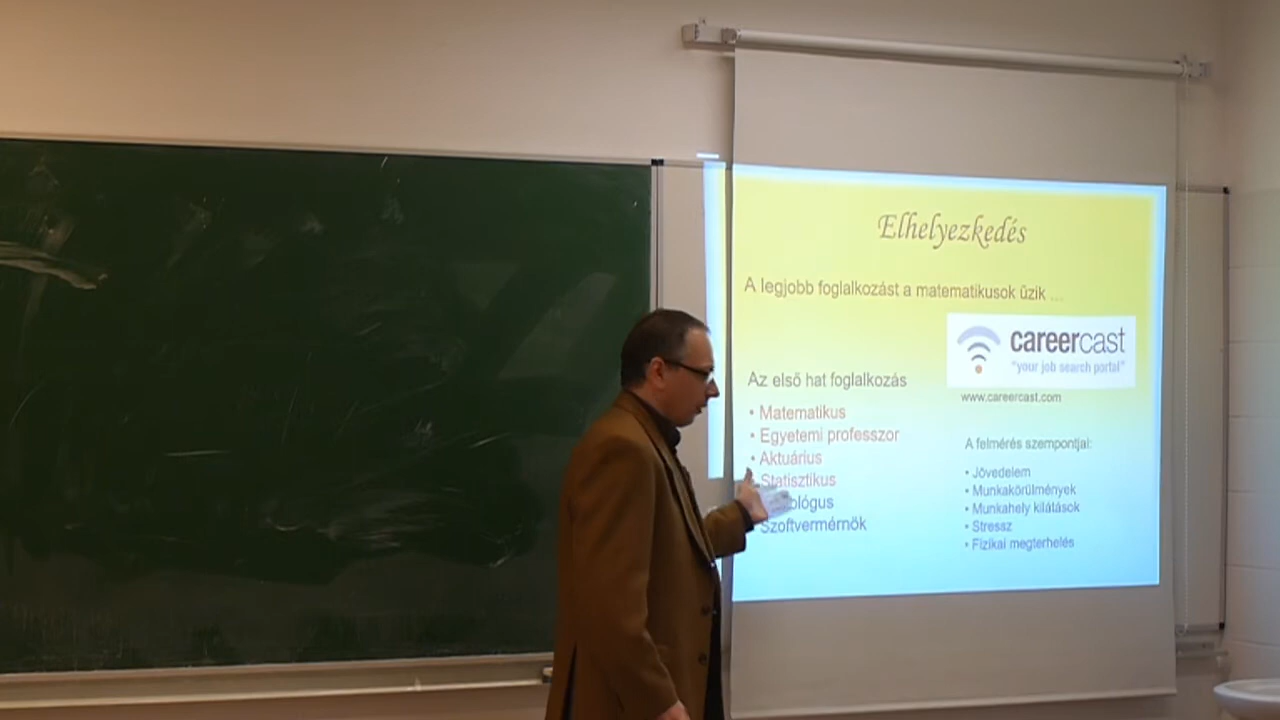 Elhelyezkedés
A legjobb foglalkozást a matematikusok űzik ...
careercast
"your job search portal"
www.careercast.com
Az első hat foglalkozás
• Matematikus
• Egyetemi professzor
• Aktuárius
• Statisztikus
Szoftvermérnök
A felmérés szempontjai:
• Jövedelem
• Munkakörülmények
• Munkahely kilátások
• Stressz
• Fizikai megterhelés